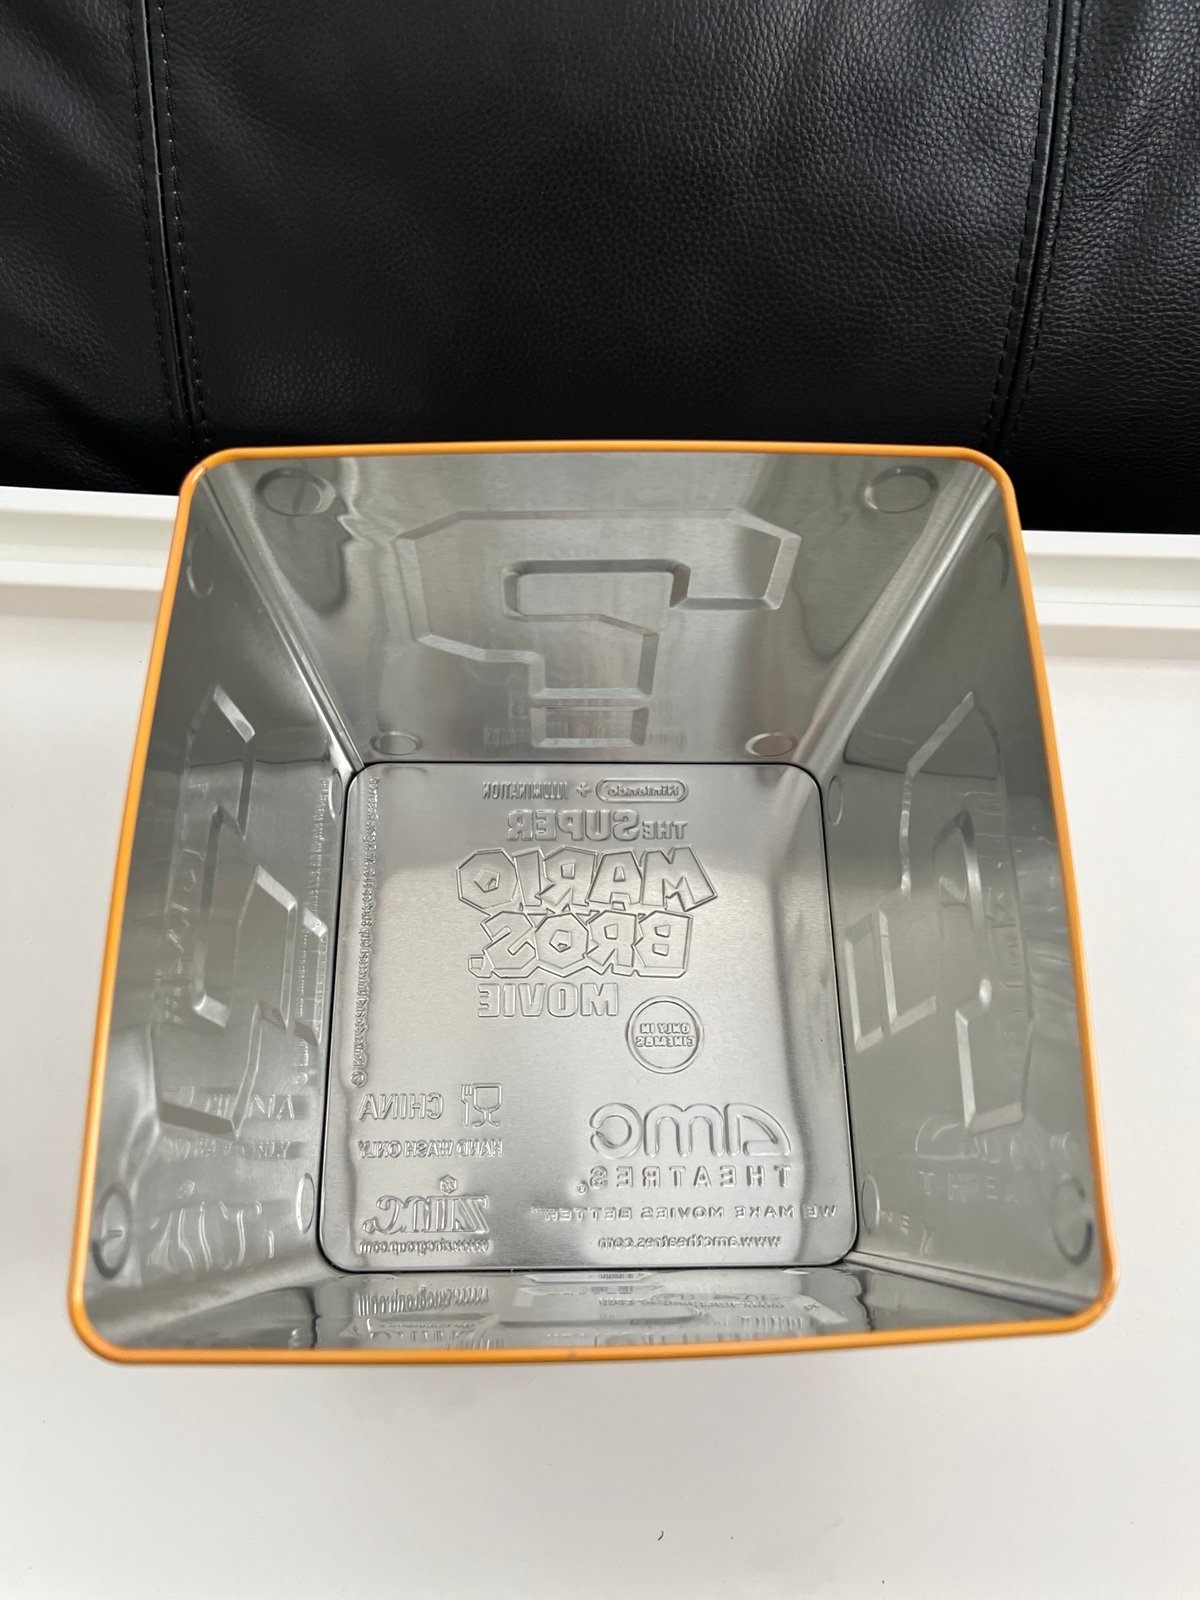 Nintendo + ILLUMINATION
THE SUPER
MARIO
BROS.
MOVIE
ONLY IN
CINEMAS
CHINA
HAND WASH ONLY
zinc.
www.zincgroup.com
amc
THEATRES.
WE MAKE MOVIES BETTER™
www.amctheatres.com
?